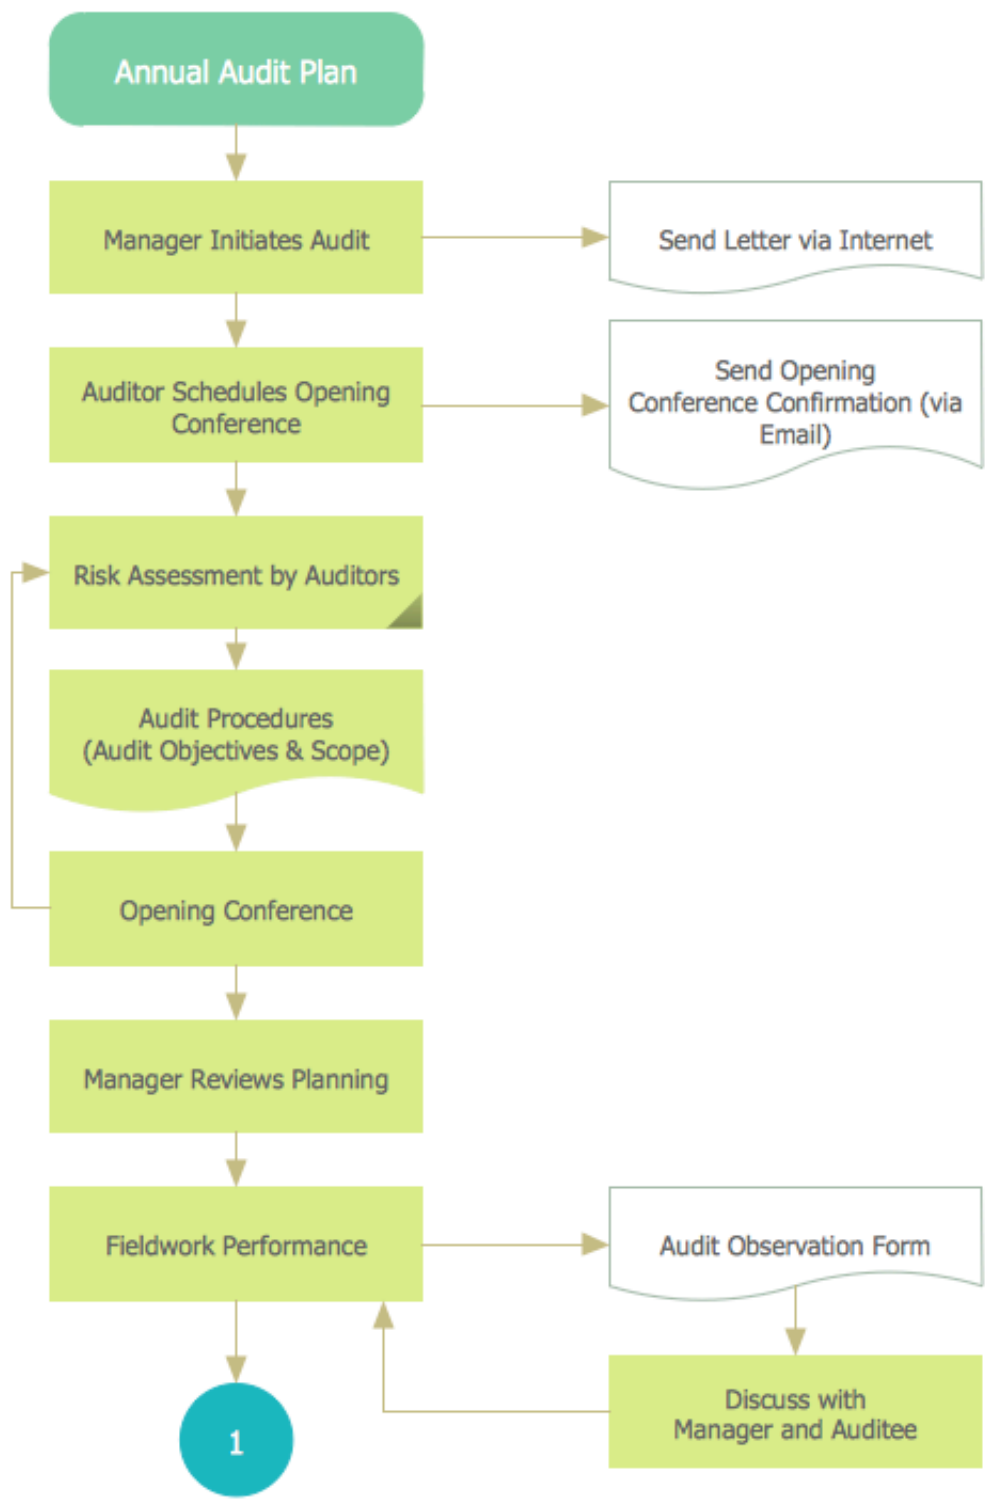 Annual Audit Plan
Manager Initiates Audit
Send Letter via Internet
Auditor Schedules Opening
Conference
Send Opening
Conference Confirmation (via
Email)
Risk Assessment by Auditors
Audit Procedures
(Audit Objectives & Scope)
Opening Conference
Manager Reviews Planning
Fieldwork Performance
Audit Observation Form
Discuss with
Manager and Auditee
1